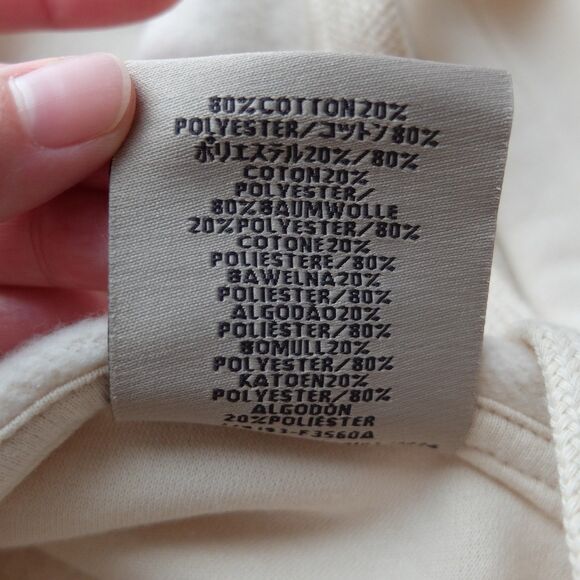 80%COTTON20%
POLYESTER/コットン80%
ポリエステル20%/80%
COTON20%
POLYESTER/
80%BAUMWOLLE
20%POLYESTER/80%
COTONE20%
POLIESTERE/80%
BAWELNA20%
POLIESTER/80%
ALGODAO20%
POLIESTER/80%
BOMULL20%
POLYESTER/80%
KATOEN20%
POLYESTER/80%
ALGODÓN
20%POLIESTER